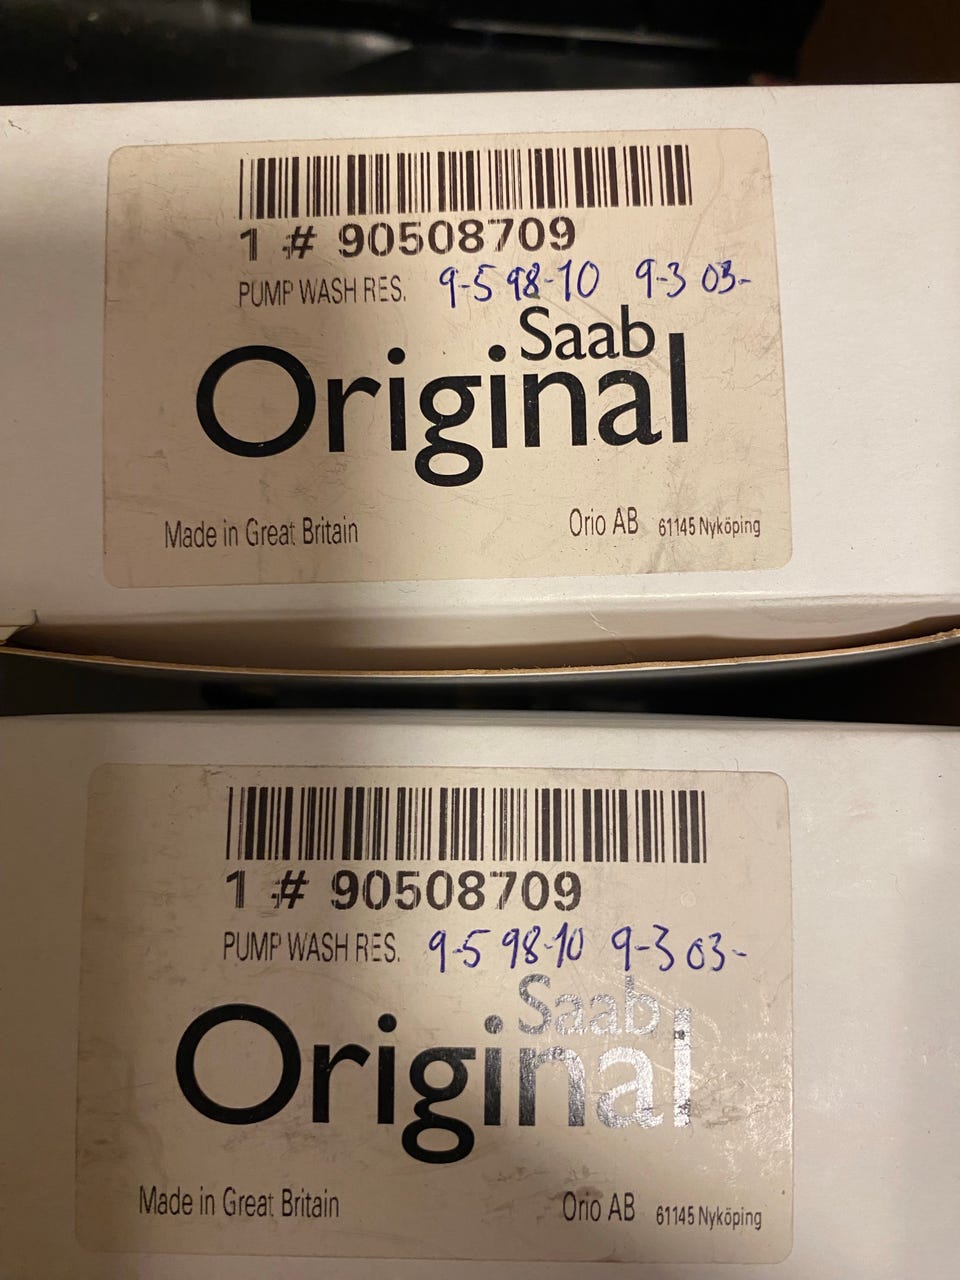 1 # 90508709
PUMP WASH RES. 9-5 98-10 9-3 03-
Saab
Original
Made in Great Britain Orio AB 61145 Nyköping
1 # 90508709
PUMP WASH RES. 9-5 98-10 9-3 03-
Saab
Original
Made in Great Britain Orio AB 61145 Nyköping